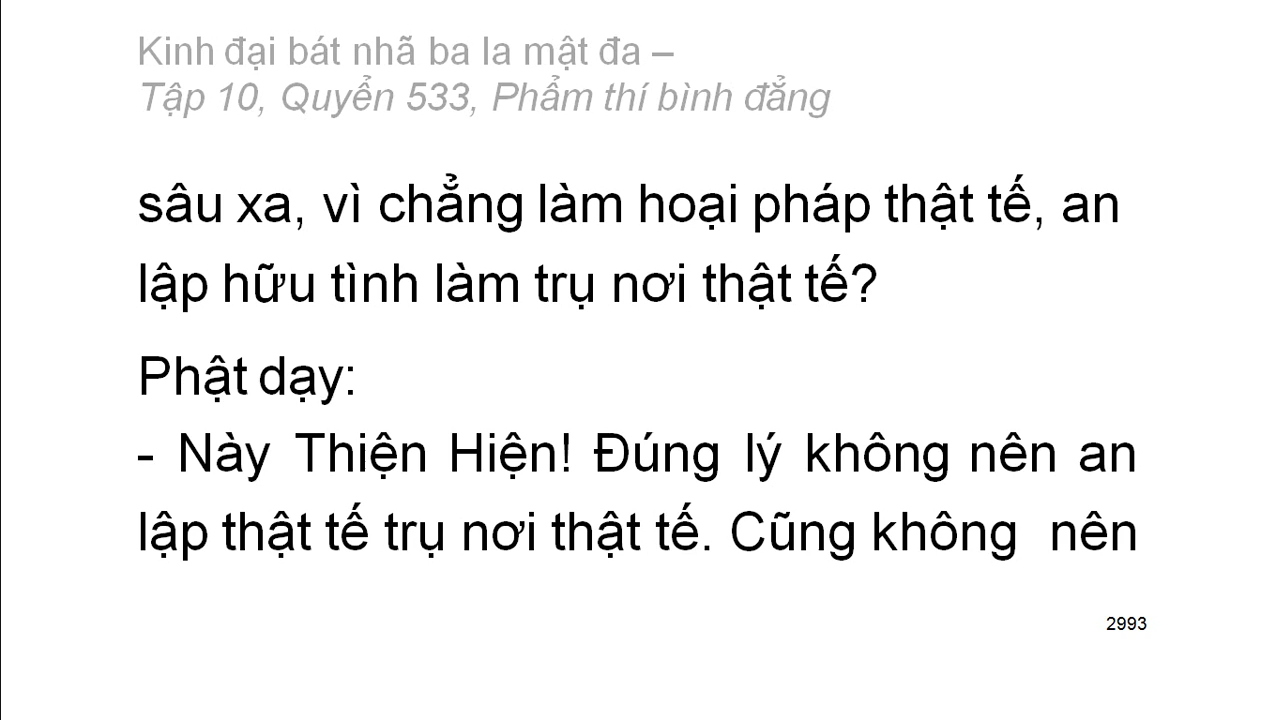 Kinh đại bát nhã ba la mật đa –
Tập 10, Quyển 533, Phẩm thí bình đẳng
sâu xa, vì chẳng làm hoại pháp thật tế, an
lập hữu tình làm trụ nơi thật tế?
Phật dạy:
- Này Thiện Hiện! Đúng lý không nên an
lập thật tế trụ nơi thật tế. Cũng không nên
2993